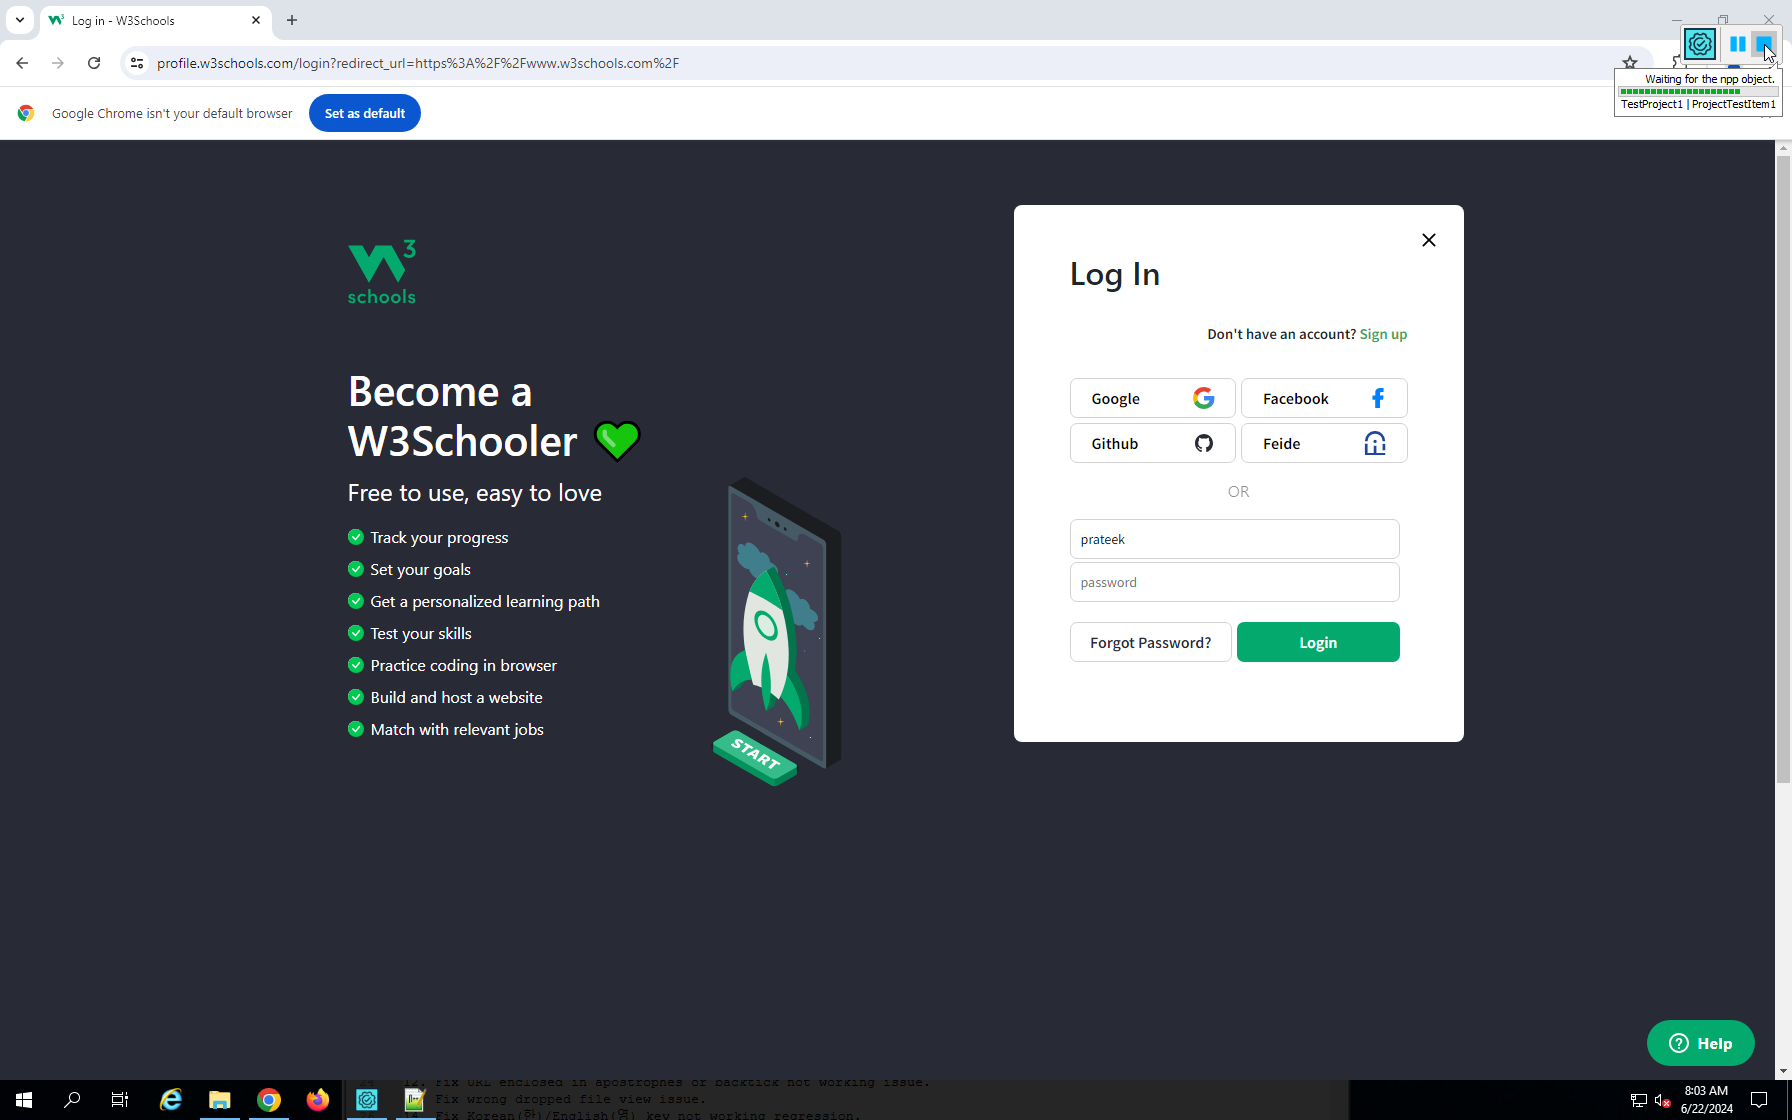 Log in - W3Schools
profile.w3schools.com/login?redirect_url=https%3A%2F%2Fwww.w3schools.com%2F
Waiting for the npp object.
TestProject1 | ProjectTestItem1
Google Chrome isn't your default browser
Set as default
W3
schools
Become a
W3Schooler
Free to use, easy to love
Track your progress
Set your goals
Get a personalized learning path
Test your skills
Practice coding in browser
Build and host a website
Match with relevant jobs
START
Log In
Don't have an account? Sign up
Google
Facebook
Github
Feide
OR
prateek
password
Forgot Password?
Login
Help
12. Fix URL enclosed in apostrophes or backtick not working issue.
Fix wrong dropped file view issue.
Fix Korean(한)/English(영) key not working regression.
8:03 AM
6/22/2024